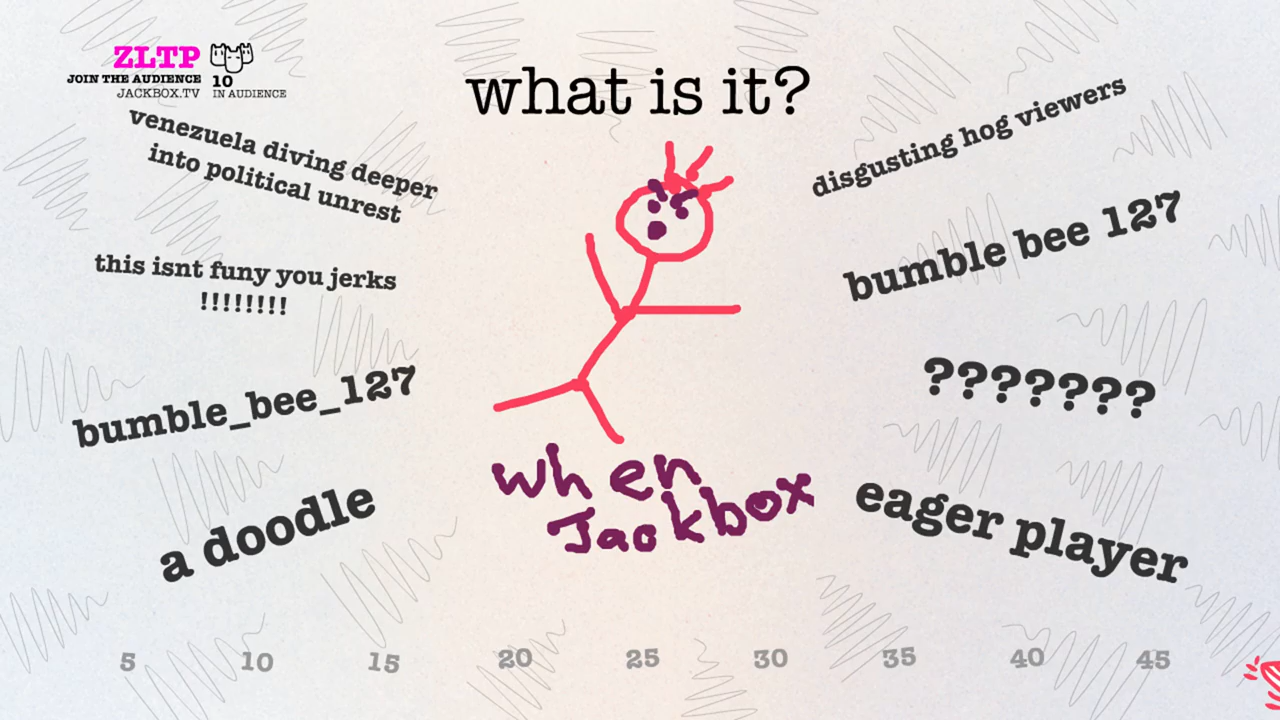 ZLTP
JOIN THE AUDIENCE
JACKBOX.TV
10
IN AUDIENCE
what is it?
venezuela diving deeper
into political unrest
this isnt funy you jerks
!!!!!!!!
bumble_bee_127
a doodle
disgusting hog viewers
bumble bee 127
???????
eager player
when
Jackbox
5 10 15 20 25 30 35 40 45